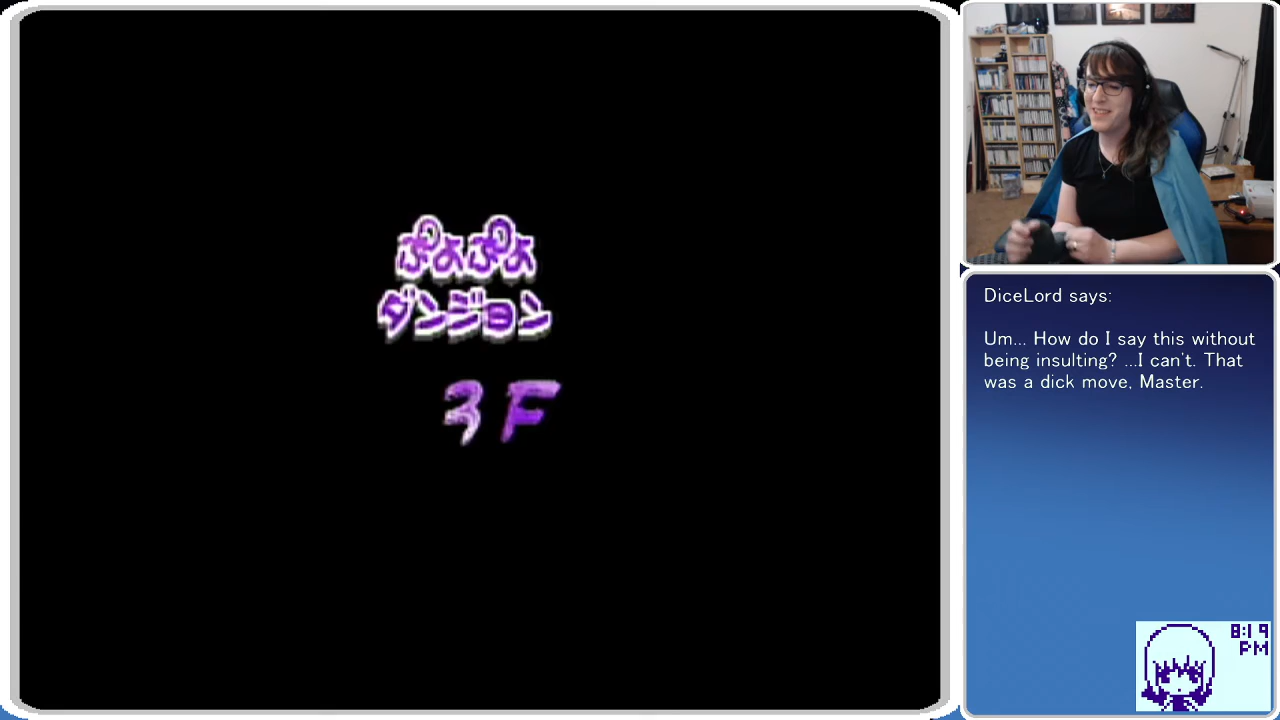 ぷよぷよ
ダンジョン
3F
DiceLord says:
Um... How do I say this without
being insulting? ...I can't. That
was a dick move, Master.
8:19
PM